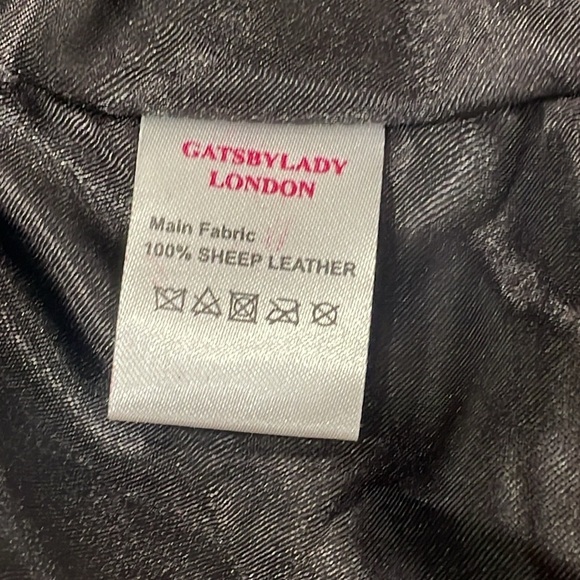 GATSBYLADY
LONDON
Main Fabric
100% SHEEP LEATHER